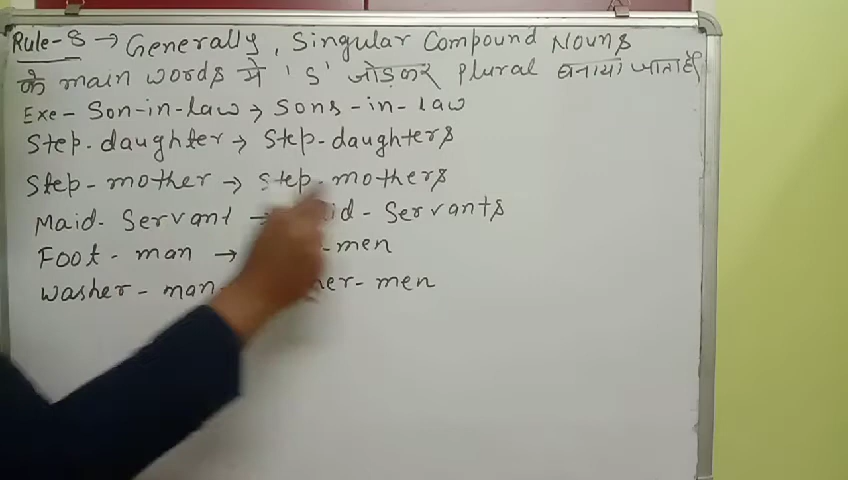 Rule-8 → Generally, Singular Compound Nouns
के main words में 'S' जोड़कर plural बनाया जाता है
Exe- Son-in-law → Sons-in-law
Step-daughter → Step-daughters
Step-mother → Step-mothers
Maid-Servant → Servants
Foot-man → -men
Washer-man- -men